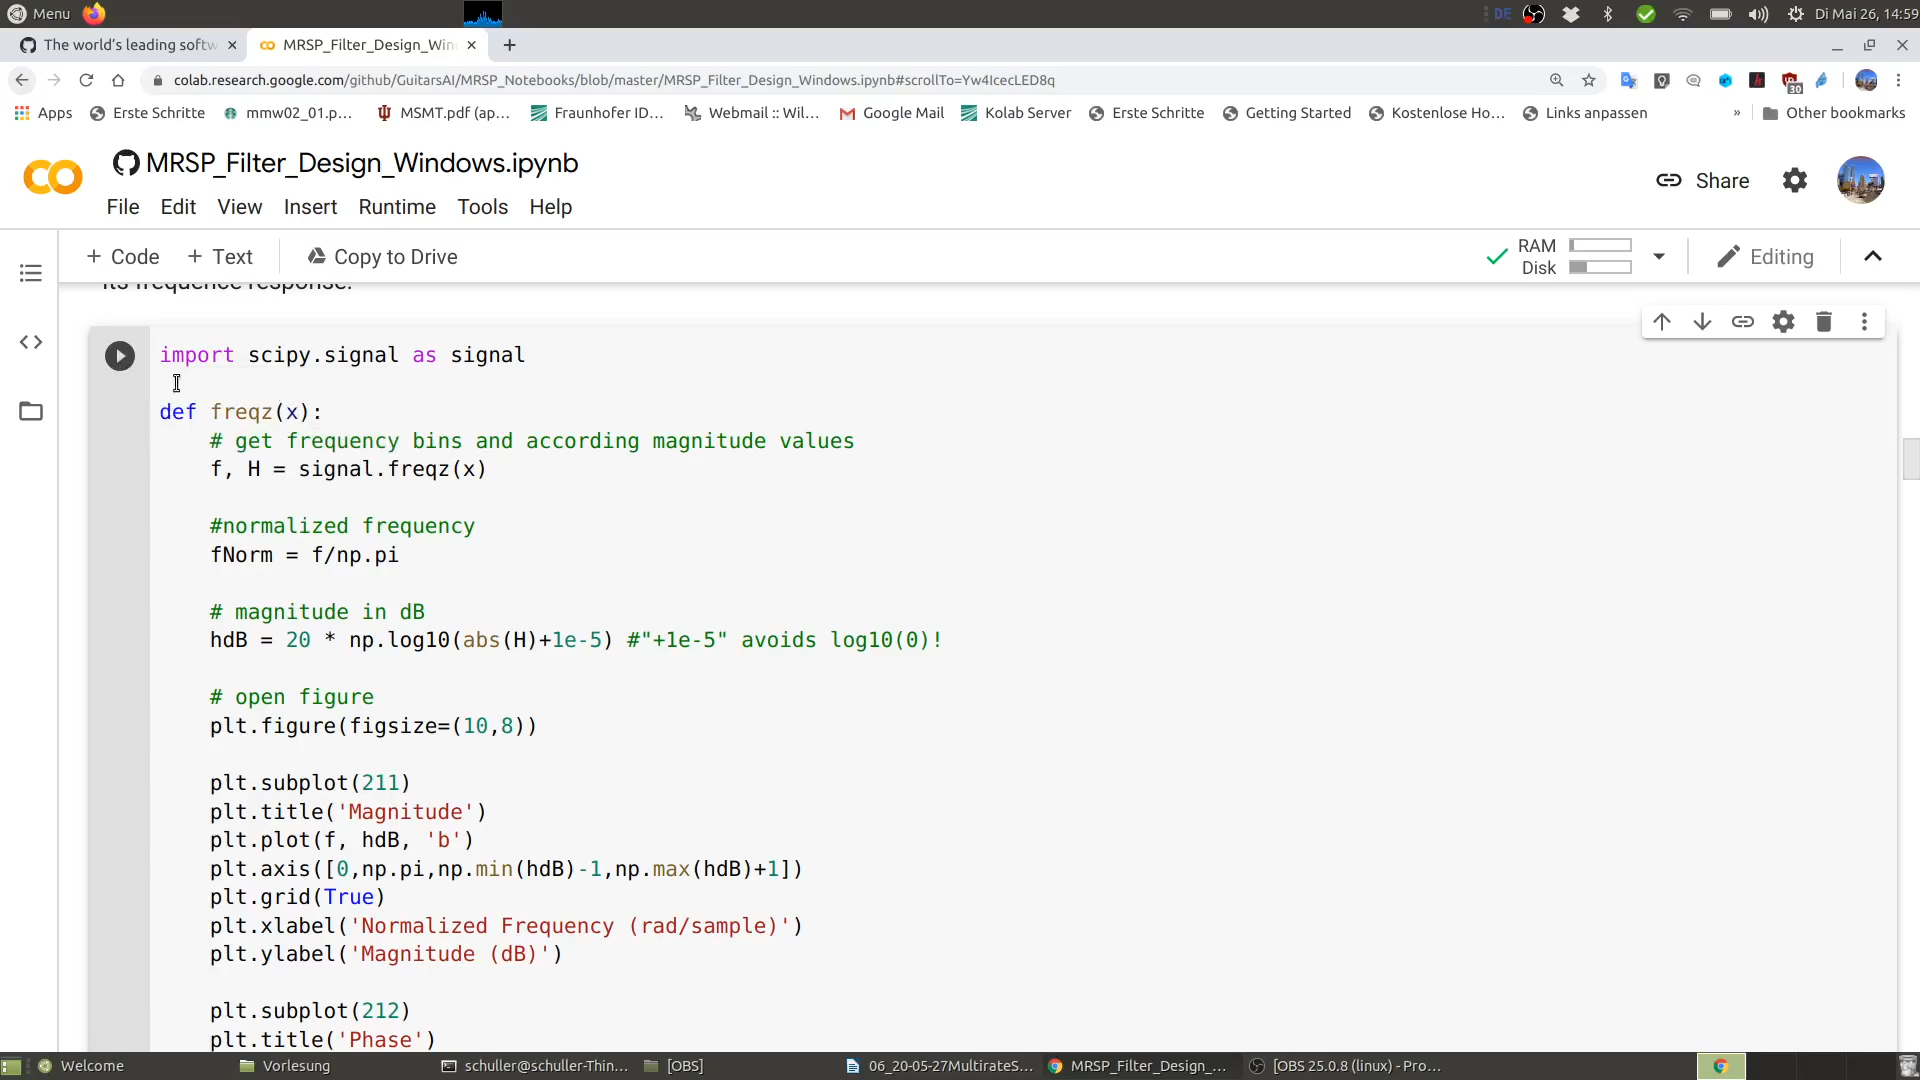 Menu
DE
Di Mai 26, 14:59
The world's leading softw
MRSP_Filter_Design_Win
colab.research.google.com/github/GuitarsAI/MRSP_Notebooks/blob/master/MRSP_Filter_Design_Windows.ipynb#scrollTo=Yw4IcecLED8q
30
Apps
Erste Schritte
mmw02_01.p...
MSMT.pdf (ap...
Fraunhofer ID...
Webmail :: Wil...
Google Mail
Kolab Server
Erste Schritte
Getting Started
Kostenlose Ho...
Links anpassen
»
Other bookmarks
MRSP_Filter_Design_Windows.ipynb
Share
File Edit View Insert Runtime Tools Help
+ Code + Text Copy to Drive
RAM
Disk
Editing
its frequence response.
import scipy.signal as signal
def freqz(x):
# get frequency bins and according magnitude values
f, H = signal.freqz(x)
#normalized frequency
fNorm = f/np.pi
# magnitude in dB
hdB = 20 * np.log10(abs(H)+1e-5) #"+1e-5" avoids log10(0)!
# open figure
plt.figure(figsize=(10,8))
plt.subplot(211)
plt.title('Magnitude')
plt.plot(f, hdB, 'b')
plt.axis([0,np.pi,np.min(hdB)-1,np.max(hdB)+1])
plt.grid(True)
plt.xlabel('Normalized Frequency (rad/sample)')
plt.ylabel('Magnitude (dB)')
plt.subplot(212)
plt.title('Phase')
Welcome
Vorlesung
schuller@schuller-Thin...
[OBS]
06_20-05-27MultirateS...
MRSP_Filter_Design_...
[OBS 25.0.8 (linux) - Pro...